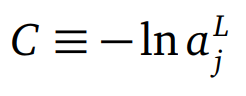 C ≡ − ln a_j^L